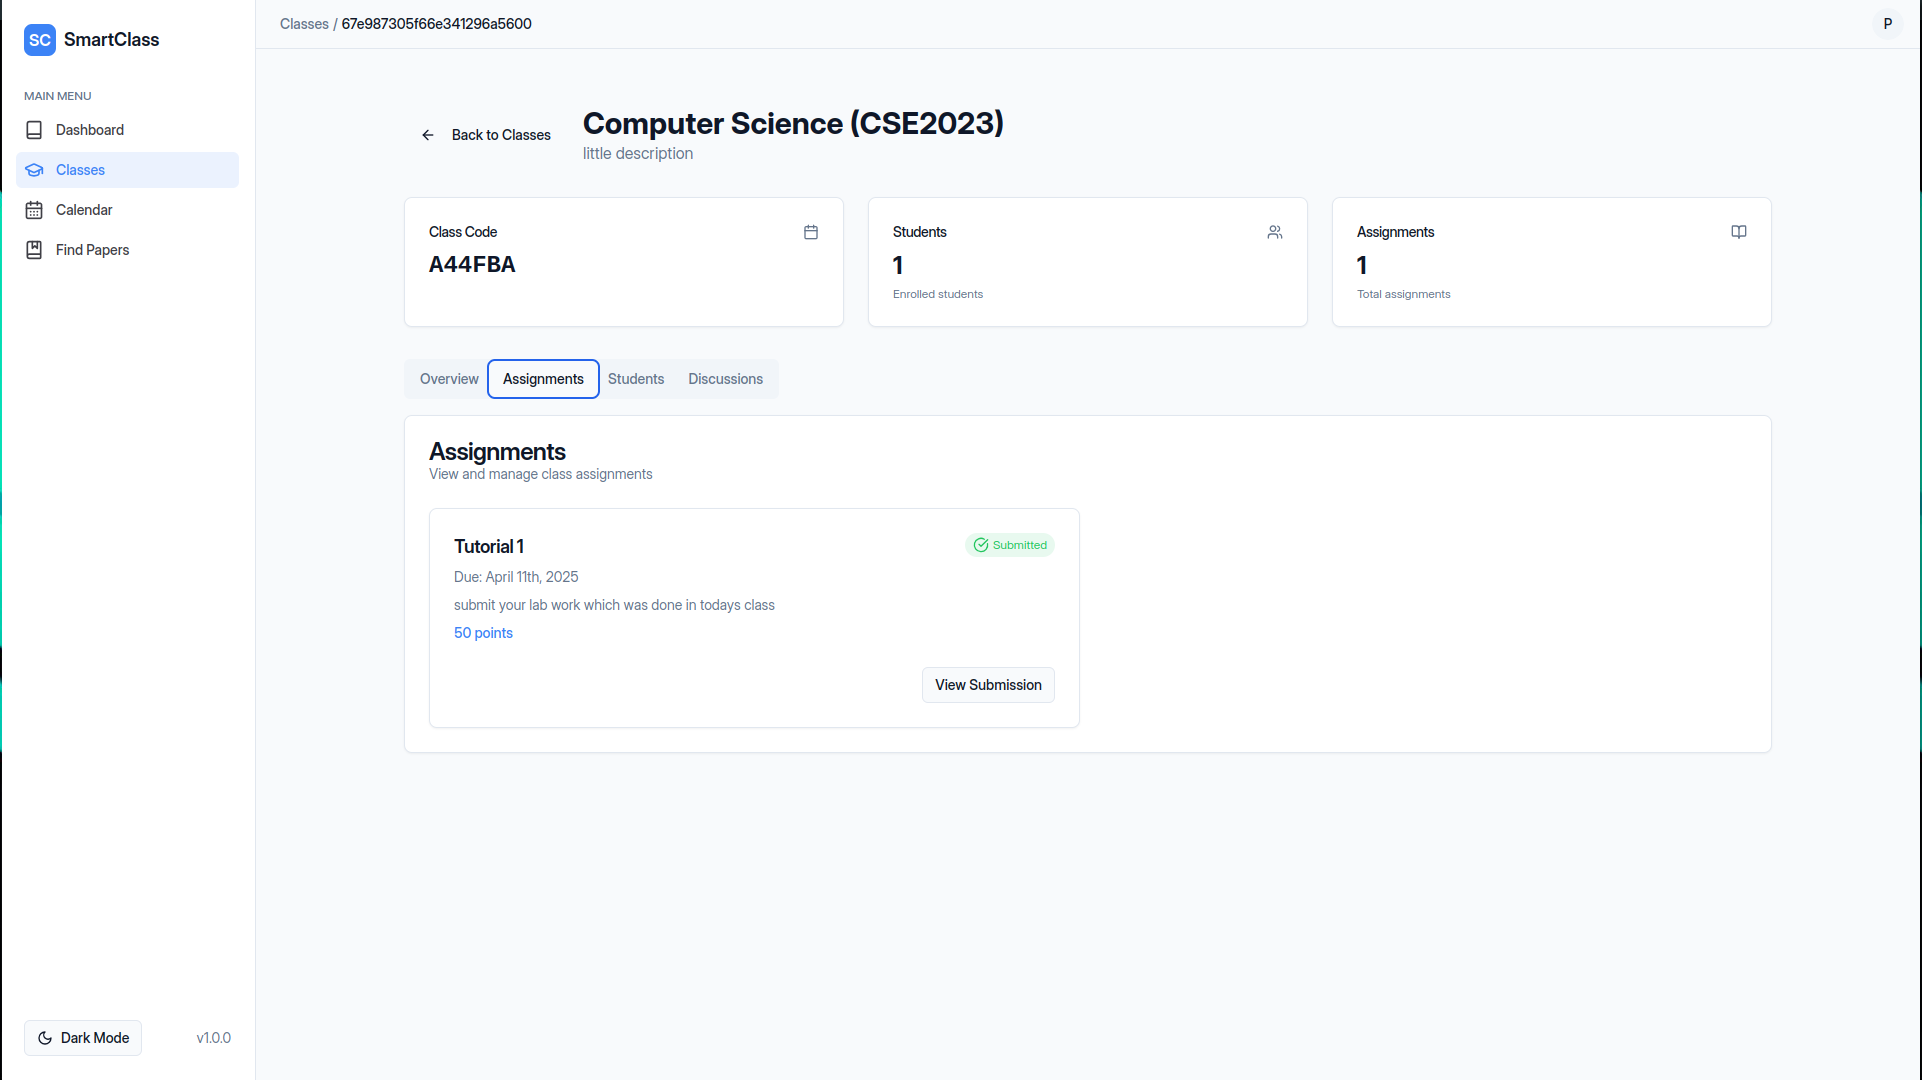 SC SmartClass
MAIN MENU
Dashboard
Classes
Calendar
Find Papers
Dark Mode
v1.0.0
Classes / 67e987305f66e341296a5600
P
Back to Classes
Computer Science (CSE2023)
little description
Class Code
A44FBA
Students
1
Enrolled students
Assignments
1
Total assignments
Overview Assignments Students Discussions
Assignments
View and manage class assignments
Tutorial 1
Submitted
Due: April 11th, 2025
submit your lab work which was done in todays class
50 points
View Submission